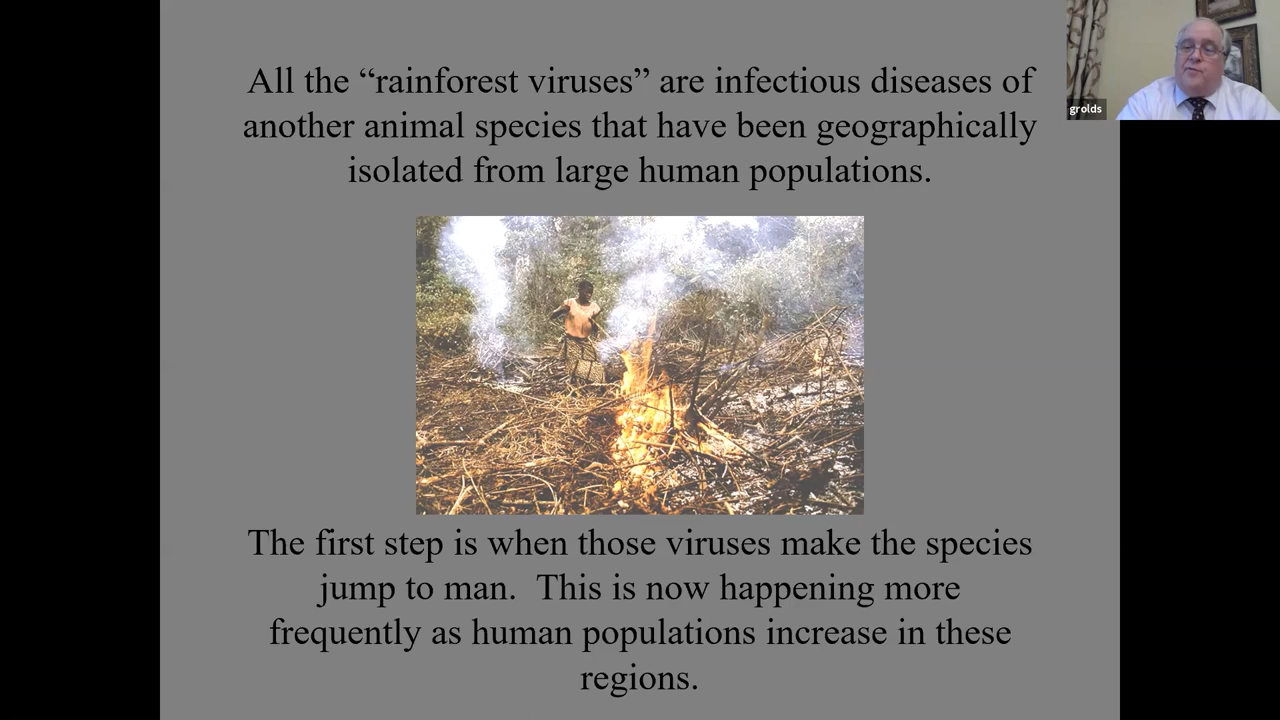 All the “rainforest viruses” are infectious diseases of
another animal species that have been geographically
isolated from large human populations.
grolds
The first step is when those viruses make the species
jump to man.  This is now happening more
frequently as human populations increase in these
regions.